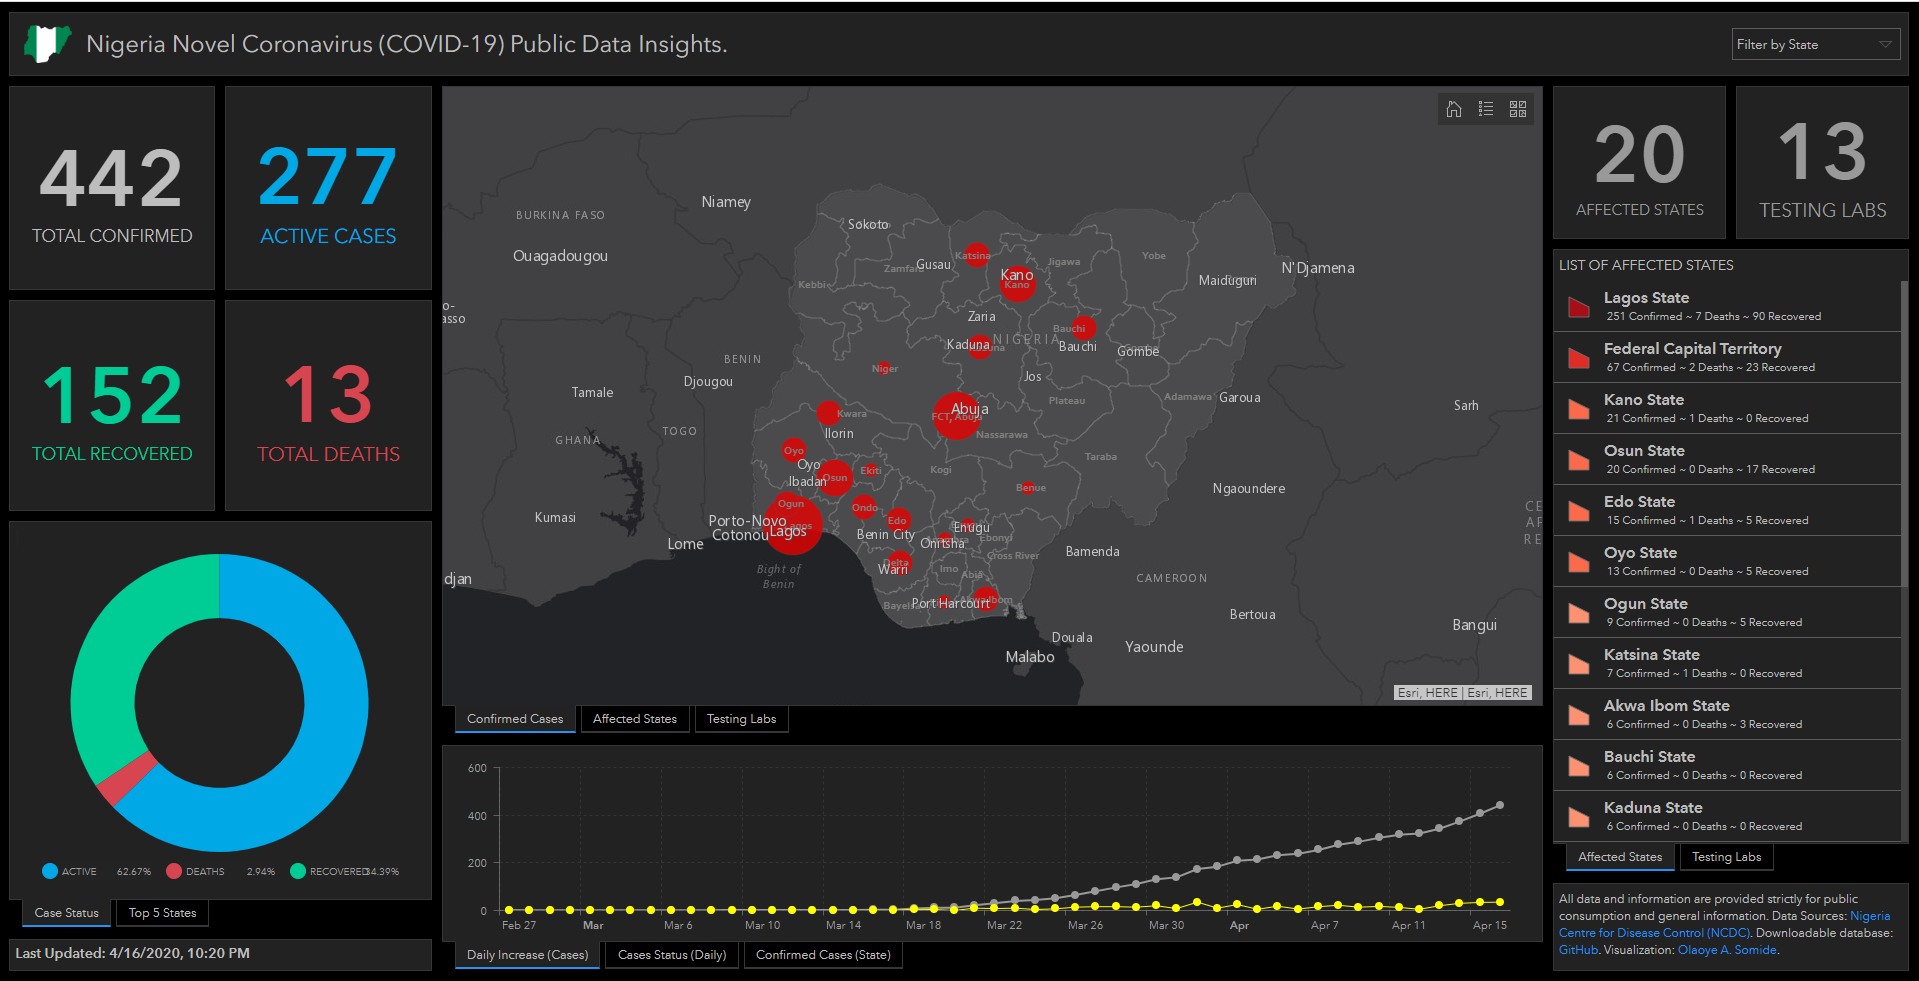 Nigeria Novel Coronavirus (COVID-19) Public Data Insights.
Filter by State
442
TOTAL CONFIRMED
277
ACTIVE CASES
152
TOTAL RECOVERED
13
TOTAL DEATHS
ACTIVE 62.67% DEATHS 2.94% RECOVERED 34.39%
Case Status
Top 5 States
Last Updated: 4/16/2020, 10:20 PM
Niamey
BURKINA FASO
Ouagadougou
Sokoto
Katsina
Gusau
Zamfara
Kano
Kano
Jigawa
Yobe
Maiduguri
N'Djamena
Kebbi
o-
asso
Zaria
Bauchi
Kaduna
NIGERIA
Bauchi
Gombe
BENIN
Niger
Djougou
Jos
Tamale
Plateau
Adamawa
Garoua
Sarh
Abuja
FCT, Abuja
Kwara
Ilorin
Nassarawa
TOGO
GHANA
Oyo
Oyo
Osun
Ekiti
Kogi
Taraba
Ibadan
Benue
Ngaoundere
Ogun
Ondo
Kumasi
Porto-Novo
Lagos
Lagos
Edo
Enugu
Cotonou
Benin City
Onitsha
Ebonyi
Lome
Cross River
Bamenda
CE
AF
RE
Delta
Warri
Imo
Abia
Bight of
Benin
djan
CAMEROON
Bayelsa
Port Harcourt
Akwa Ibom
Bertoua
Bangui
Douala
Yaounde
Malabo
Esri, HERE | Esri, HERE
Confirmed Cases
Affected States
Testing Labs
600
400
200
0
Feb 27 Mar Mar 6 Mar 10 Mar 14 Mar 18 Mar 22 Mar 26 Mar 30 Apr Apr 7 Apr 11 Apr 15
Daily Increase (Cases)
Cases Status (Daily)
Confirmed Cases (State)
20
AFFECTED STATES
13
TESTING LABS
LIST OF AFFECTED STATES
Lagos State
251 Confirmed ~ 7 Deaths ~ 90 Recovered
Federal Capital Territory
67 Confirmed ~ 2 Deaths ~ 23 Recovered
Kano State
21 Confirmed ~ 1 Deaths ~ 0 Recovered
Osun State
20 Confirmed ~ 0 Deaths ~ 17 Recovered
Edo State
15 Confirmed ~ 1 Deaths ~ 5 Recovered
Oyo State
13 Confirmed ~ 0 Deaths ~ 5 Recovered
Ogun State
9 Confirmed ~ 0 Deaths ~ 5 Recovered
Katsina State
7 Confirmed ~ 1 Deaths ~ 0 Recovered
Akwa Ibom State
6 Confirmed ~ 0 Deaths ~ 3 Recovered
Bauchi State
6 Confirmed ~ 0 Deaths ~ 0 Recovered
Kaduna State
6 Confirmed ~ 0 Deaths ~ 0 Recovered
Affected States
Testing Labs
All data and information are provided strictly for public
consumption and general information. Data Sources: Nigeria
Centre for Disease Control (NCDC). Downloadable database:
GitHub. Visualization: Olaoye A. Somide.